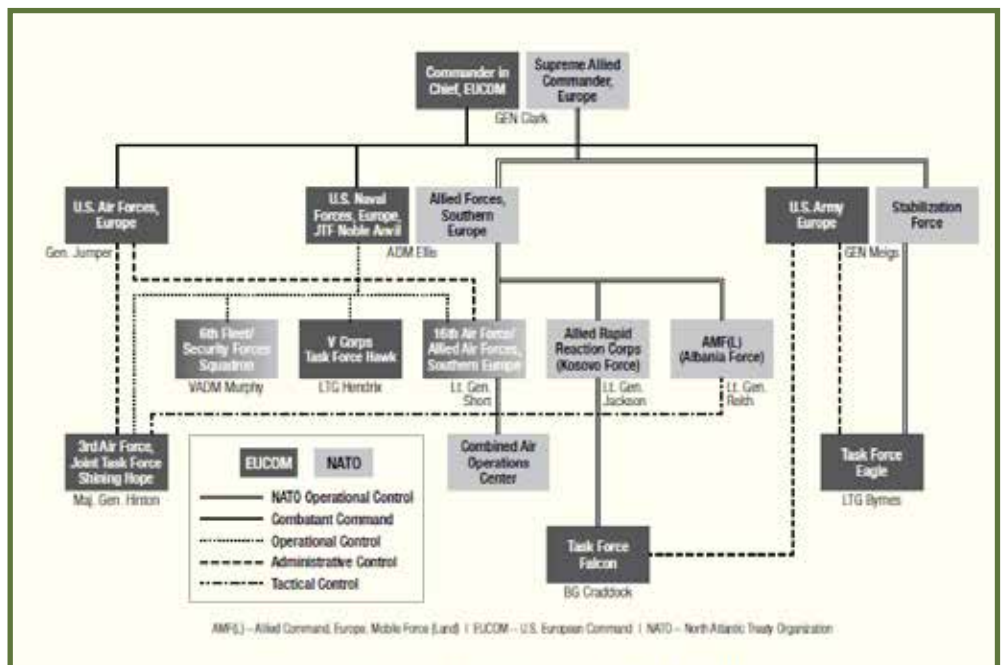 Commander in
Chief, EUCOM
Supreme Allied
Commander,
Europe
GEN Clark
U.S. Air Forces,
Europe
Gen. Jumper
U.S. Naval
Forces, Europe,
JTF Noble Anvil
Allied Forces,
Southern
Europe
ADM Ellis
U.S. Army
Europe
Stabilization
Force
GEN Meigs
6th Fleet/
Security Forces
Squadron
VADM Murphy
V Corps
Task Force Hawk
LTG Hendrix
16th Air Force/
Allied Air Forces,
Southern Europe
Lt. Gen.
Short
Allied Rapid
Reaction Corps
(Kosovo Force)
Lt. Gen.
Jackson
AMF(L)
(Albania Force)
Lt. Gen.
Reith
3rd Air Force,
Joint Task Force
Shining Hope
Maj. Gen. Hinton
Combined Air
Operations
Center
Task Force
Eagle
LTG Byrnes
Task Force
Falcon
BG Craddock
EUCOM
NATO
NATO Operational Control
Combatant Command
Operational Control
Administrative Control
Tactical Control
AMF(L) – Allied Command, Europe, Mobile Force (Land) I EUCOM – U.S. European Command I NATO – North Atlantic Treaty Organization